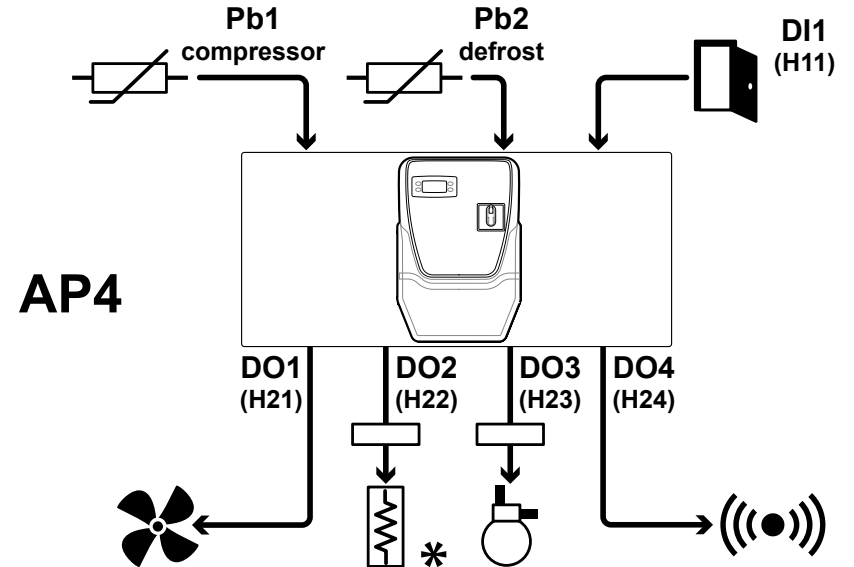 Pb1
compressor
Pb2
defrost
DI1
(H11)
AP4
DO1
(H21)
DO2
(H22)
DO3
(H23)
DO4
(H24)
*